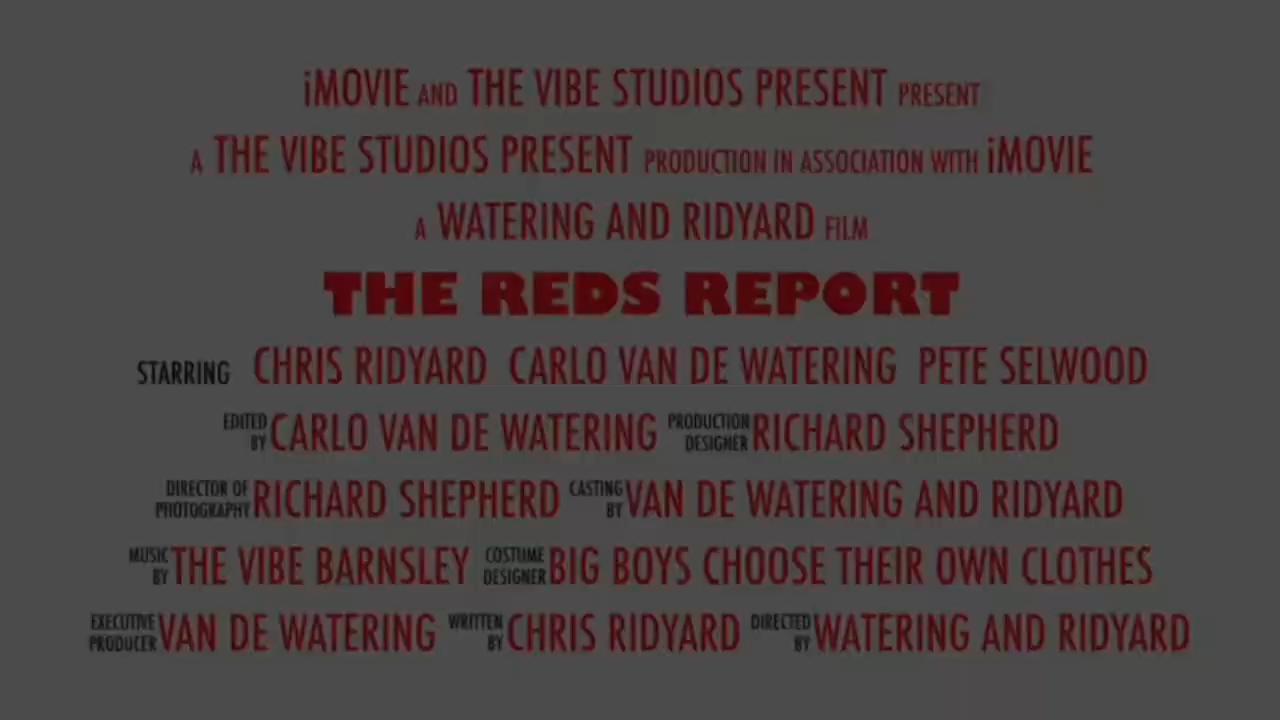 iMOVIE AND THE VIBE STUDIOS PRESENT PRESENT
A THE VIBE STUDIOS PRESENT PRODUCTION IN ASSOCIATION WITH iMOVIE
A WATERING AND RIDYARD FILM
THE REDS REPORT
STARRING CHRIS RIDYARD CARLO VAN DE WATERING PETE SELWOOD
EDITED BY CARLO VAN DE WATERING PRODUCTION DESIGNER RICHARD SHEPHERD
DIRECTOR OF PHOTOGRAPHY RICHARD SHEPHERD CASTING BY VAN DE WATERING AND RIDYARD
MUSIC BY THE VIBE BARNSLEY COSTUME DESIGNER BIG BOYS CHOOSE THEIR OWN CLOTHES
EXECUTIVE PRODUCER VAN DE WATERING WRITTEN BY CHRIS RIDYARD DIRECTED BY WATERING AND RIDYARD